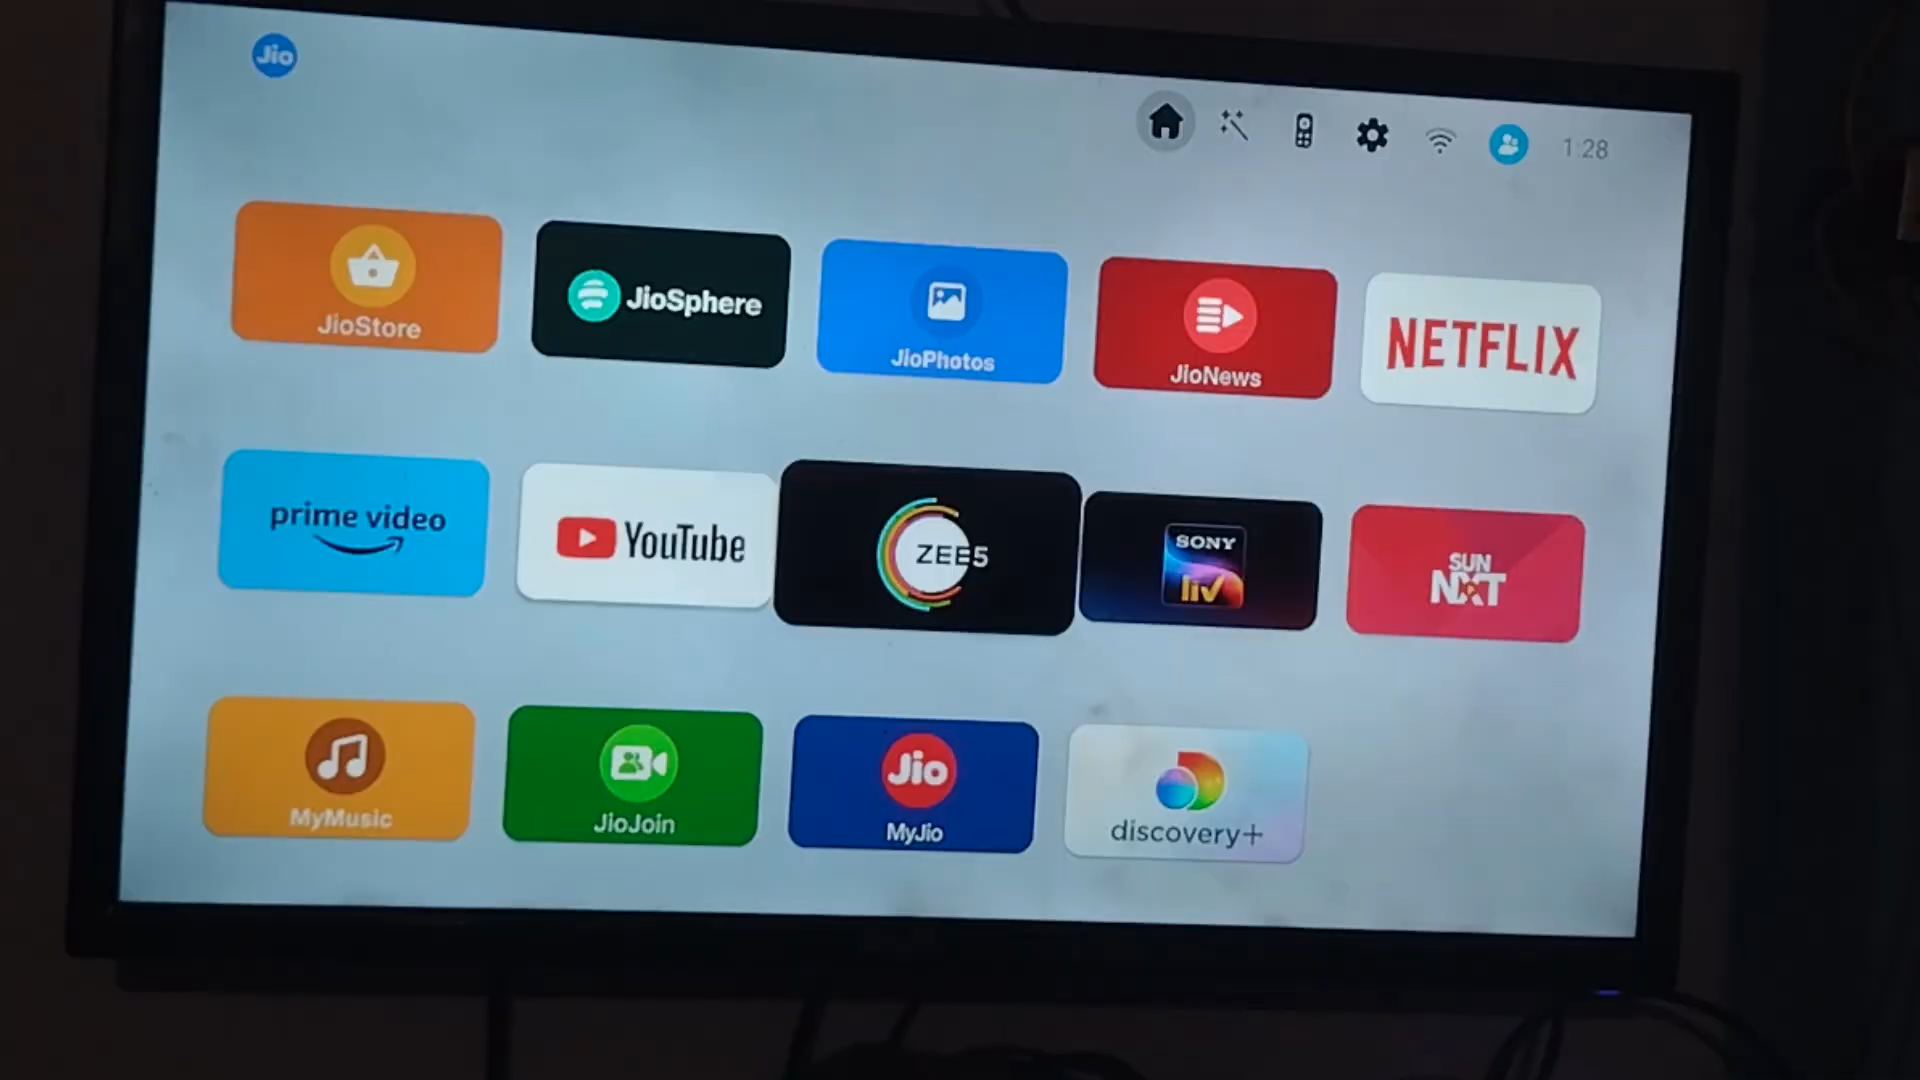 Jio
1:28
JioStore
JioSphere
JioPhotos
JioNews
NETFLIX
prime video
YouTube
ZEE5
SONY
liv
SUN
NXT
MyMusic
JioJoin
Jio
MyJio
discovery+